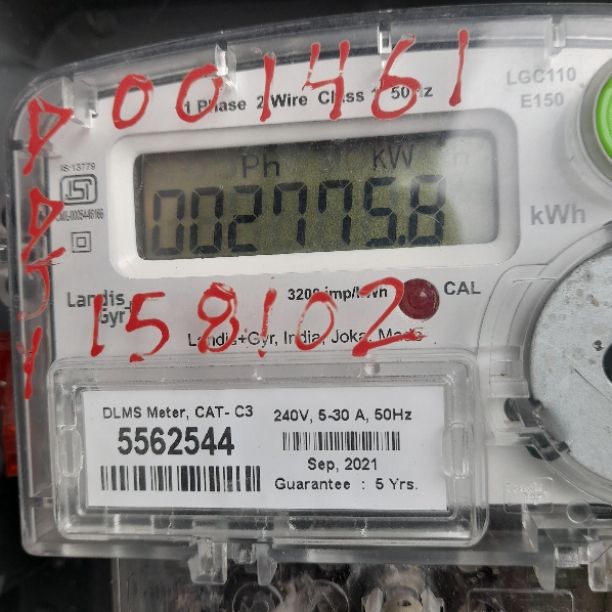 001461
1 Phase 2 Wire Class 1 50Hz
LGC110
E150
IS:13779
Ph kW
002775.8
kWh
3200 imp/kWh
CAL
Landis
Gyr
158102
Landis+Gyr, India, Joka,
DLMS Meter, CAT- C3
5562544
240V, 5-30 A, 50Hz
Sep, 2021
Guarantee : 5 Yrs.